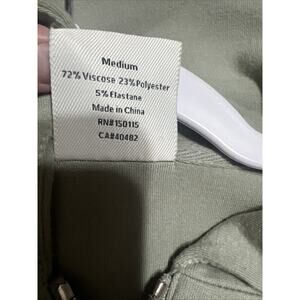 Medium
72% Viscose 23%Polyester
5% Elastane
Made in China
RN#150115
CA#40482